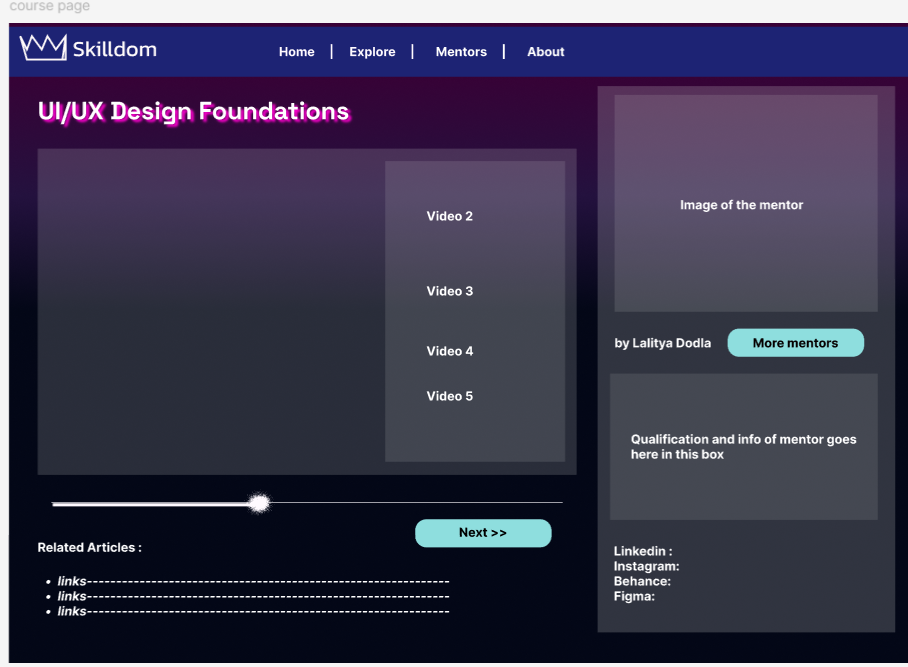 course page
Skilldom
Home | Explore | Mentors | About
UI/UX Design Foundations
Video 2
Video 3
Video 4
Video 5
Next >>
Related Articles :
• links--------------------------------------------------------------
• links--------------------------------------------------------------
• links--------------------------------------------------------------
Image of the mentor
by Lalitya Dodla
More mentors
Qualification and info of mentor goes
here in this box
Linkedin :
Instagram:
Behance:
Figma: